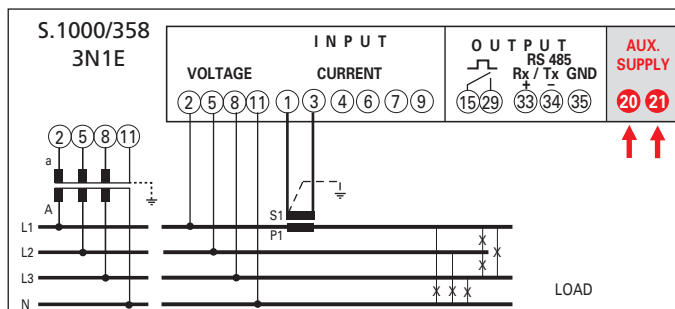 S.1000/358
3N1E
INPUT
VOLTAGE
CURRENT
2 5 8 11 1 3 4 6 7 9
OUTPUT
RS 485
Rx / Tx GND
+ −
15 29 33 34 35
AUX.
SUPPLY
20 21
2 5 8 11
a
A
S1
P1
L1
L2
L3
N
X
X X
X
X X X
LOAD